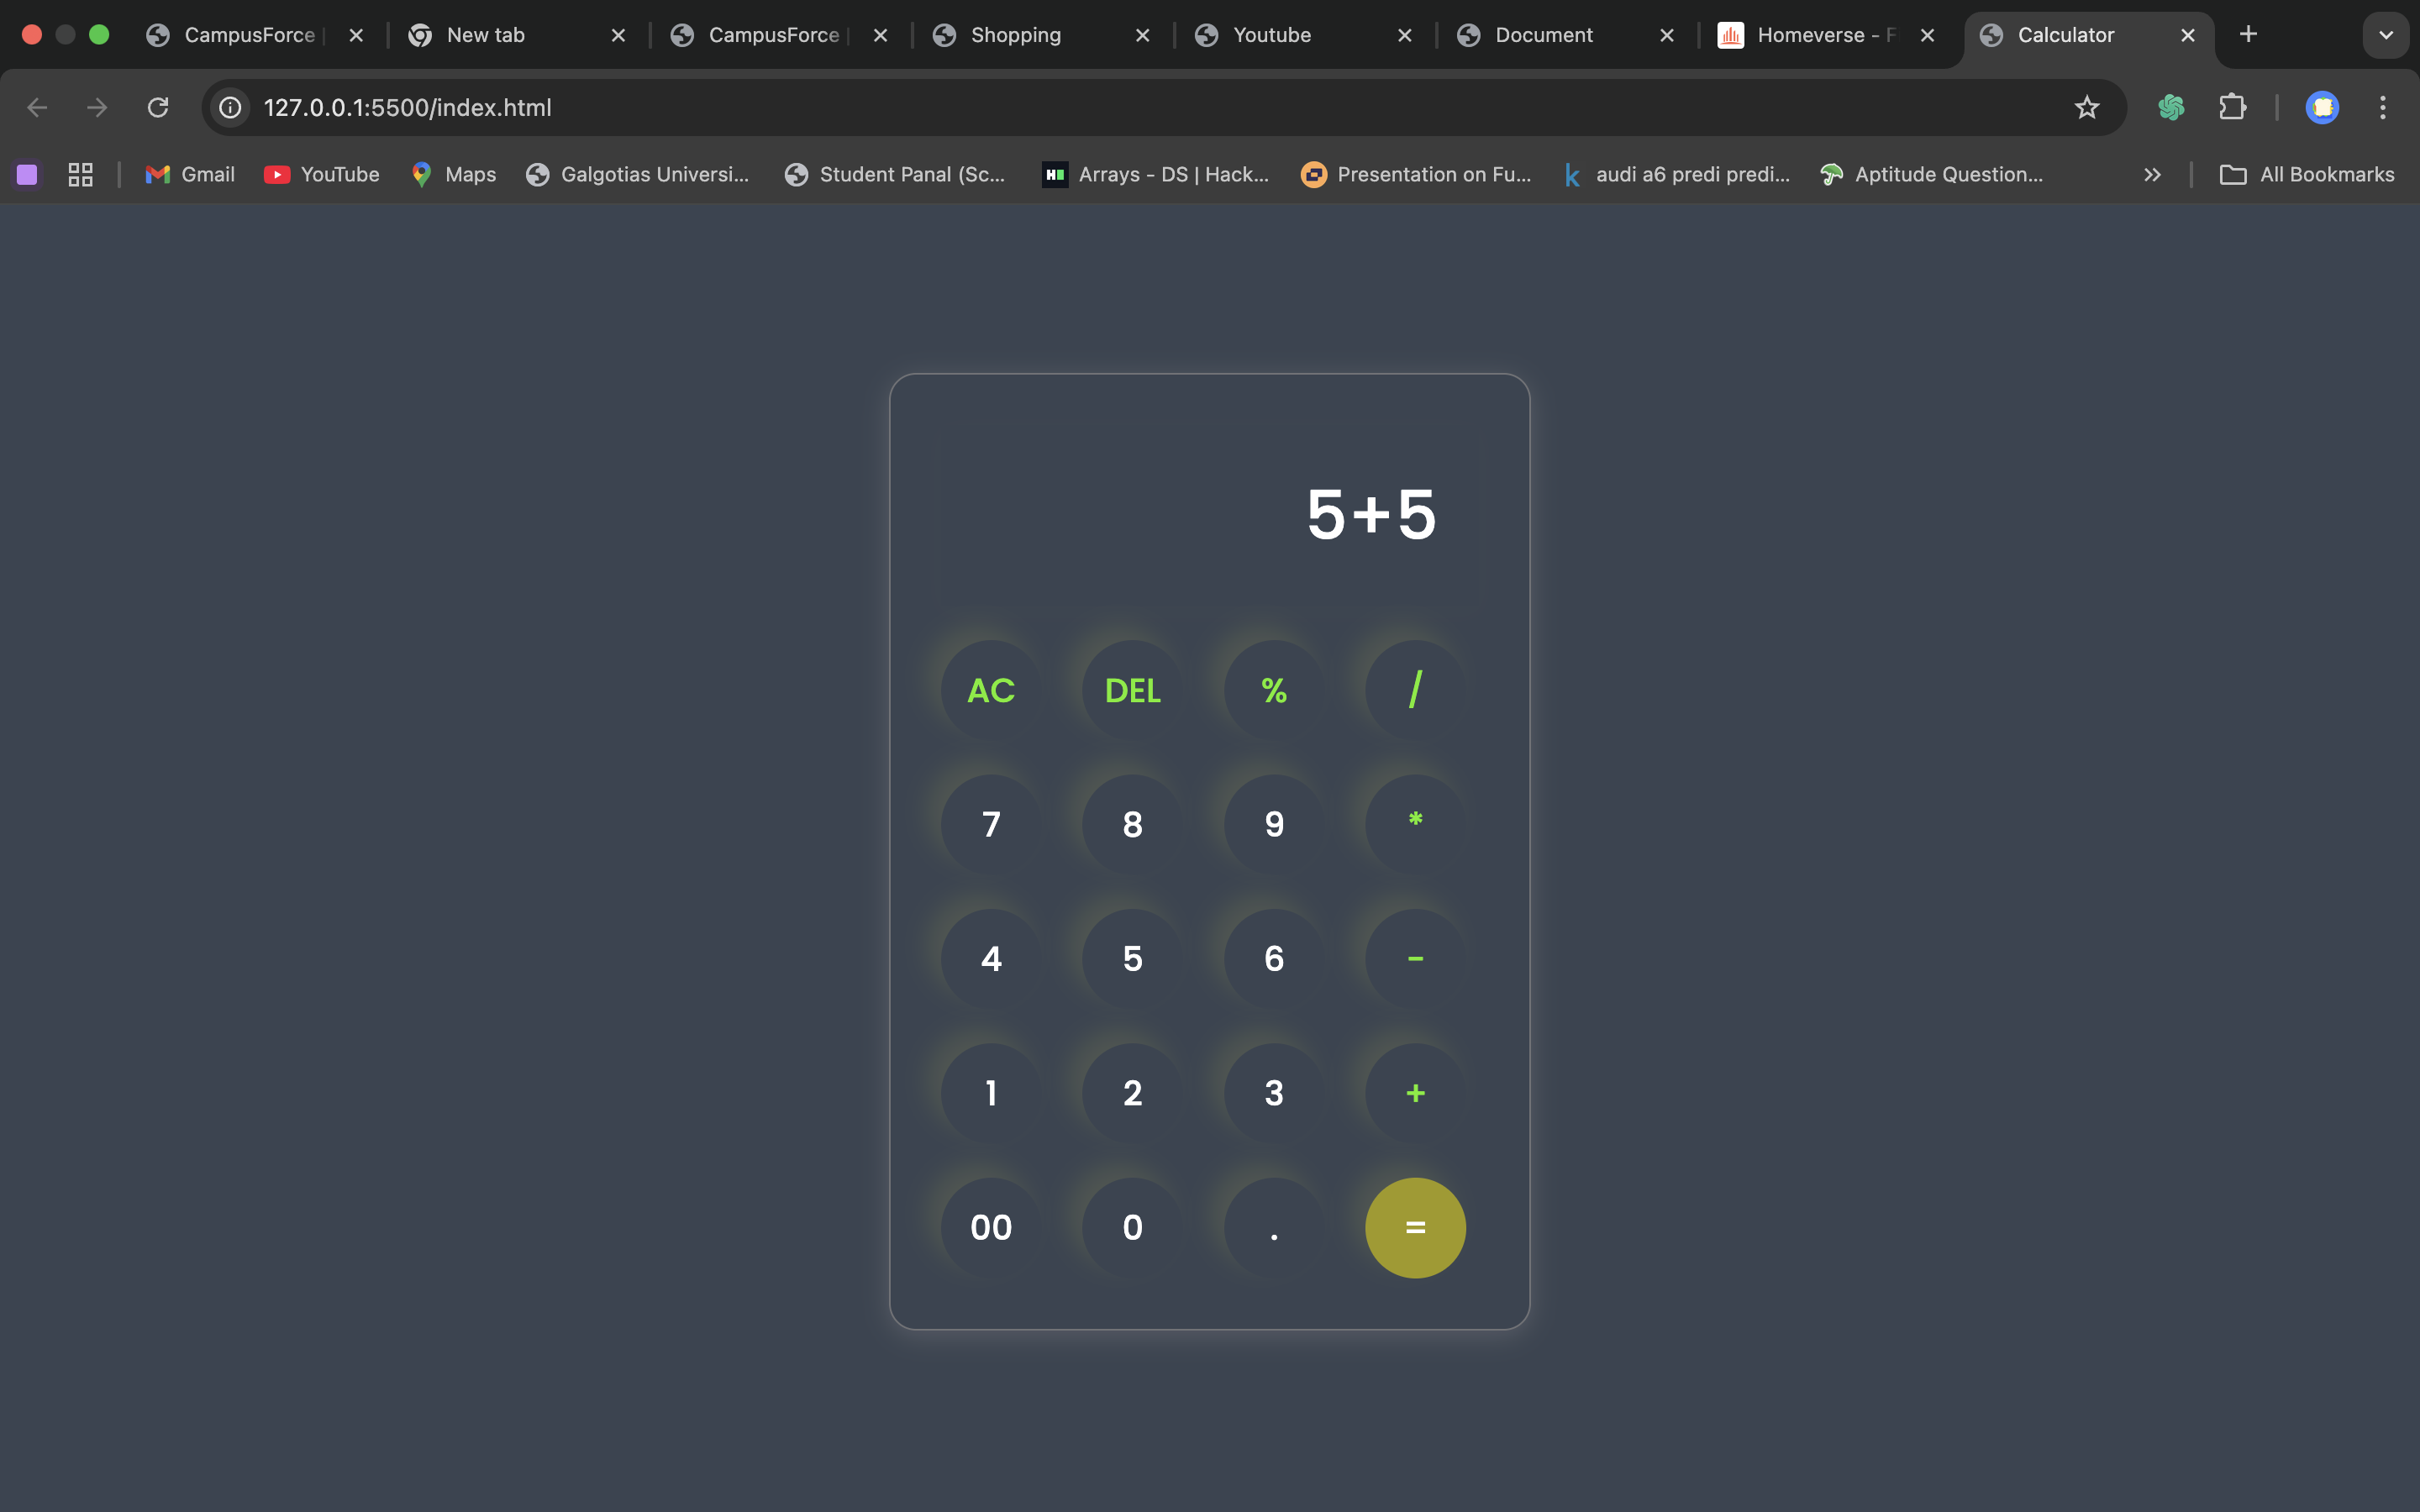 CampusForce
New tab
CampusForce
Shopping
Youtube
Document
Homeverse - F
Calculator
127.0.0.1:5500/index.html
Gmail
YouTube
Maps
Galgotias Universi...
Student Panal (Sc...
Arrays - DS | Hack...
Presentation on Fu...
audi a6 predi predi...
Aptitude Question...
All Bookmarks
5+5
AC DEL % /
7 8 9 *
4 5 6 -
1 2 3 +
00 0 . =